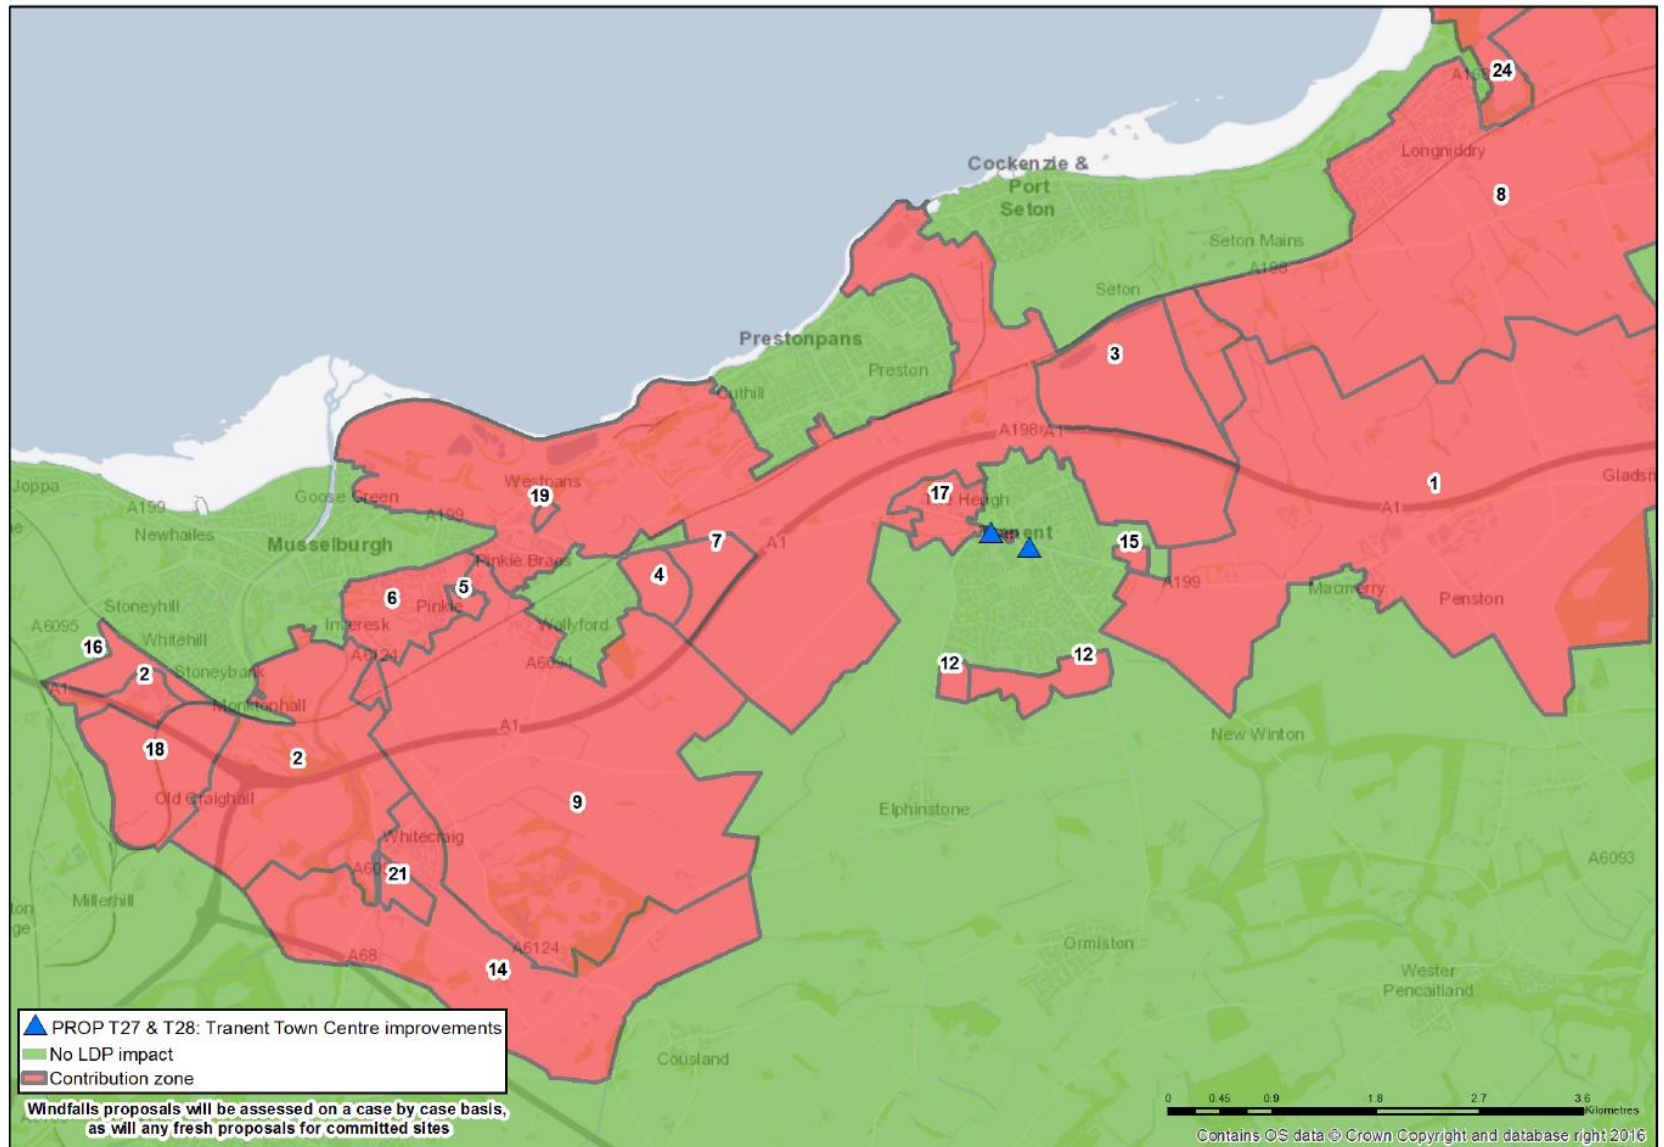 24
A198
Longniddry
Cockenzie &
Port
Seton
8
Seton Mains
A198
Seton
Prestonpans
3
Preston
Cuthill
A198/A1
1
A1
Westpans
19
17
The Heugh
Joppa
A199
Goose Green
Newhailes
A199
Musselburgh
Pinkie Braes
7
A1
Tranent
15
A199
Macmerry
Penston
4
5
6
Pinkie
Stoneyhill
A6095
Whitehill
Inveresk
Wallyford
16
A6124
A6094
2
Stoneybank
A1
Monktonhall
12
12
A1
18
2
New Winton
Old Craighall
9
Elphinstone
Whitecraig
A6093
21
Millerhill
A6124
A68
14
Ormiston
Wester
Pencaitland
Cousland
PROP T27 & T28: Tranent Town Centre improvements
No LDP impact
Contribution zone
Windfalls proposals will be assessed on a case by case basis,
as will any fresh proposals for committed sites
0 0.45 0.9 1.8 2.7 3.6
Kilometres
Contains OS data © Crown Copyright and database right 2016